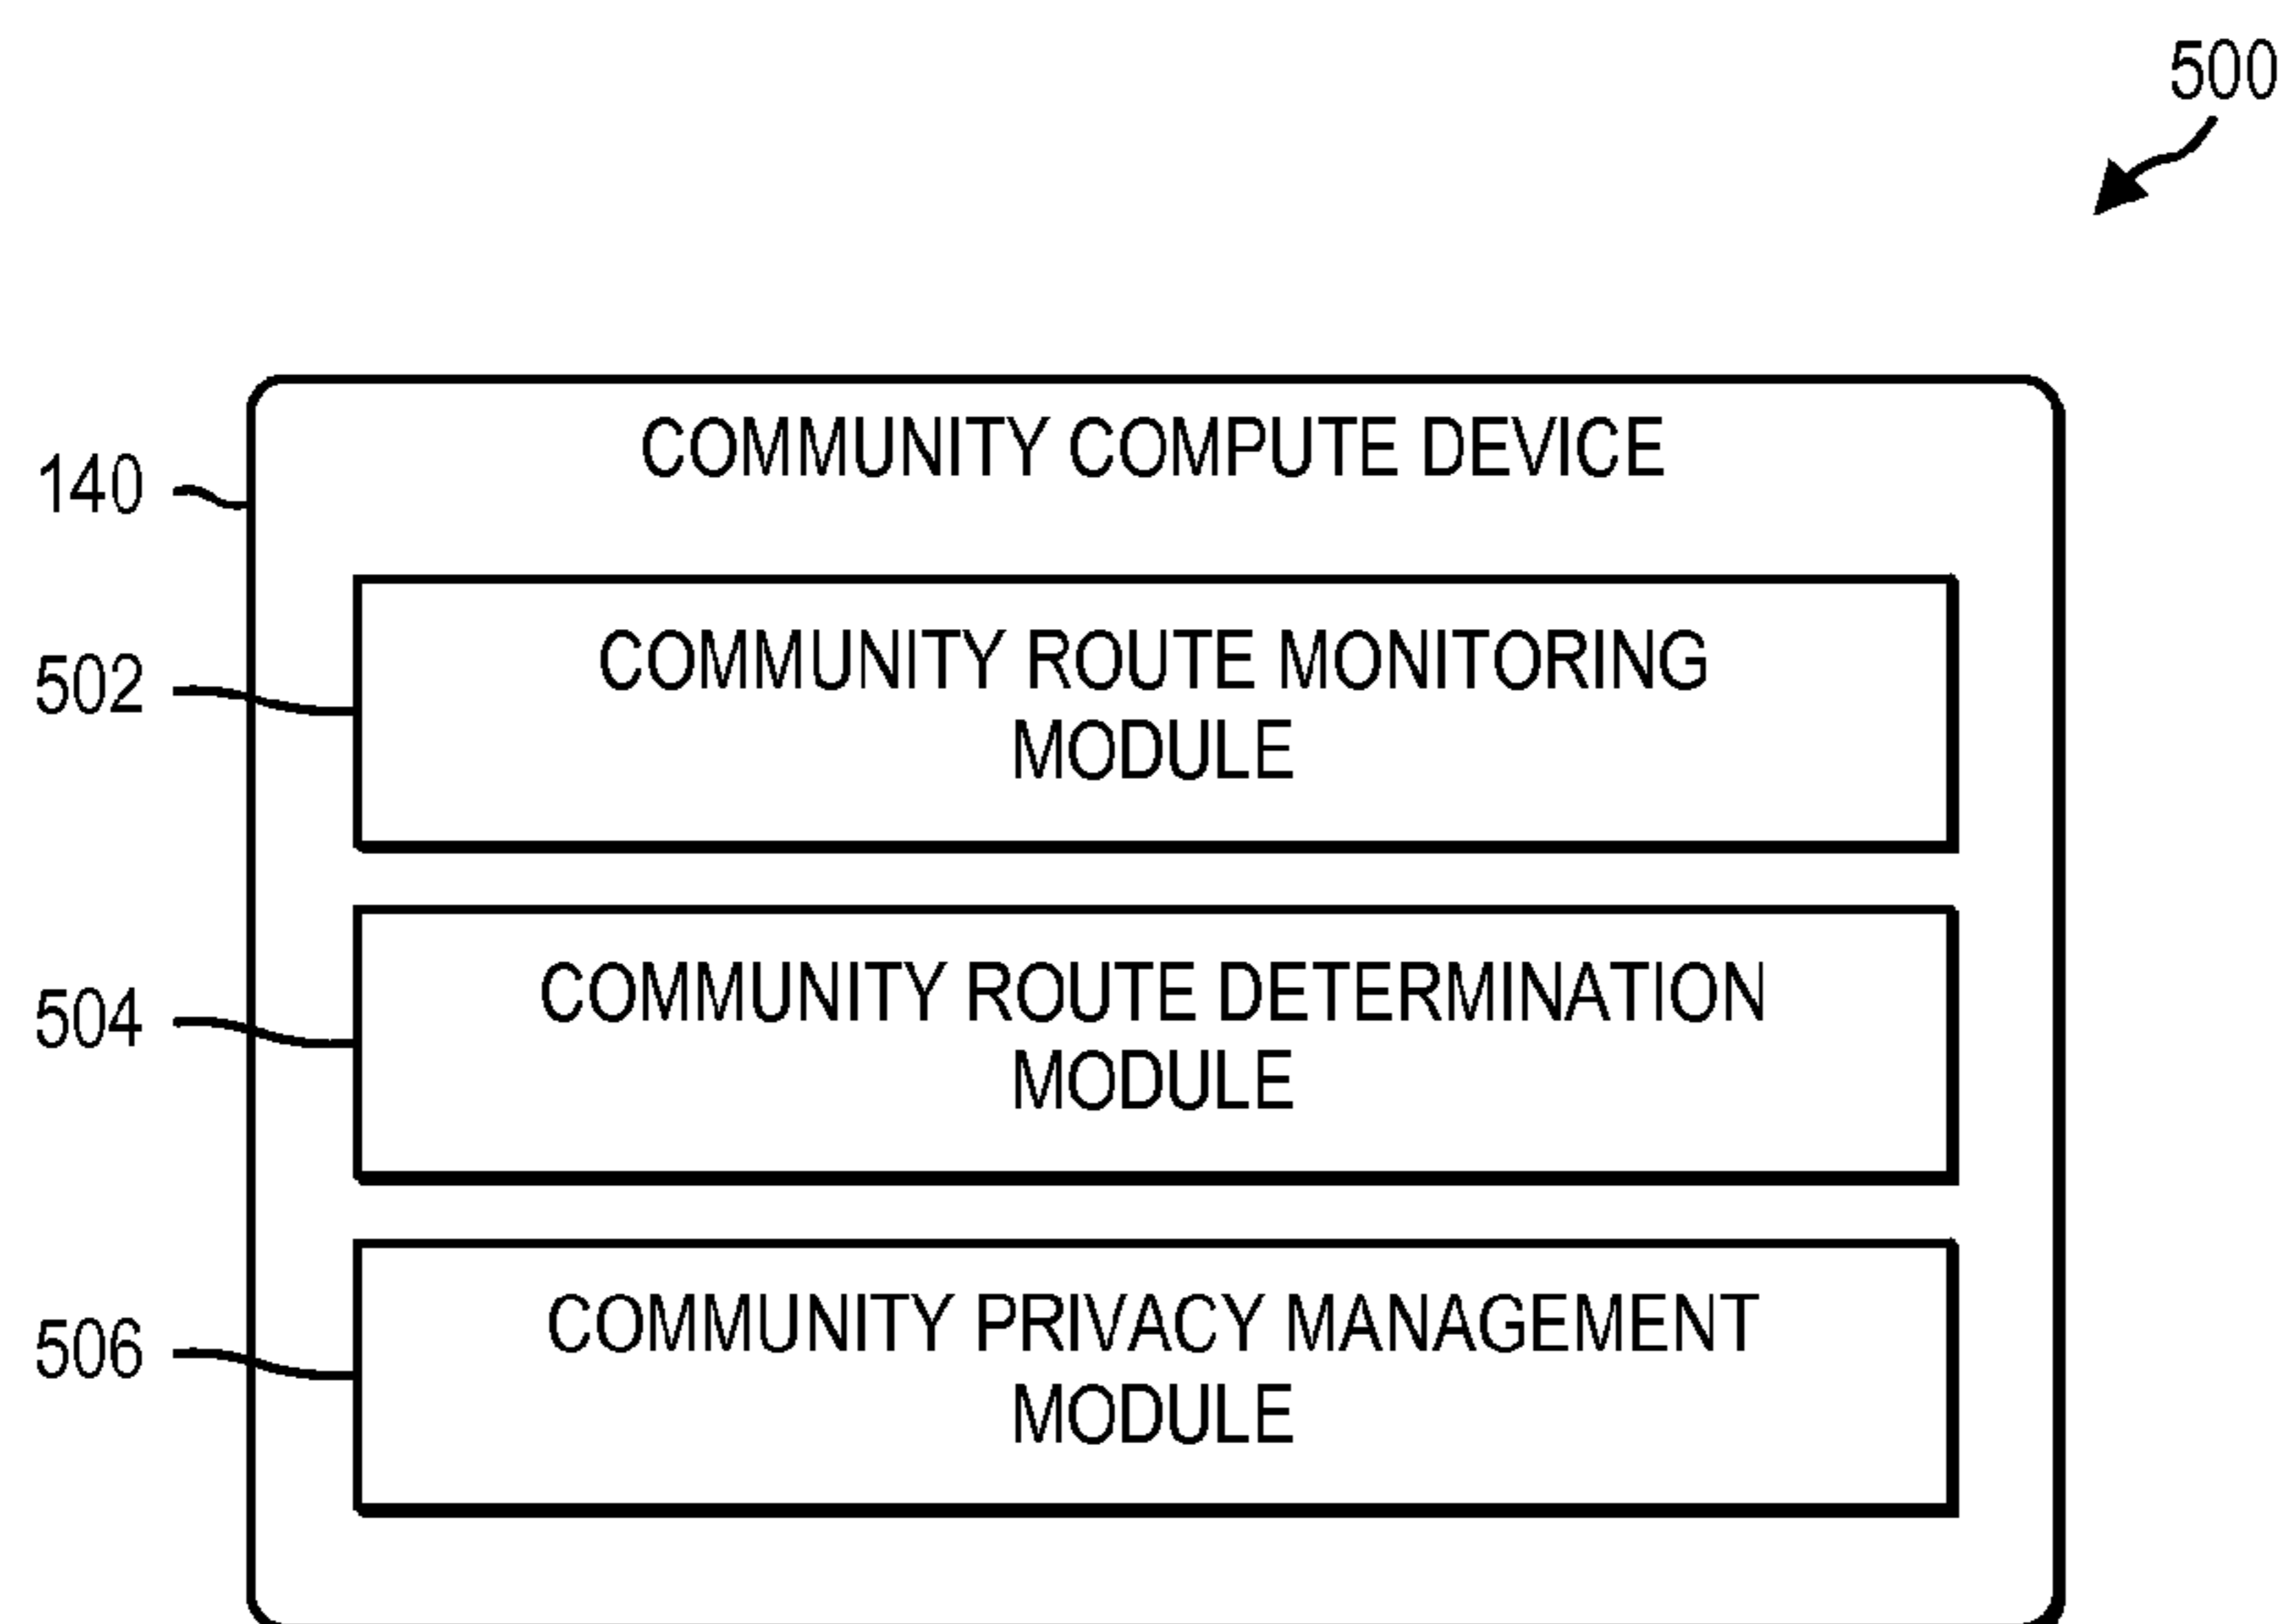 500
COMMUNITY COMPUTE DEVICE
140
COMMUNITY ROUTE MONITORING
MODULE
502
COMMUNITY ROUTE DETERMINATION
MODULE
504
COMMUNITY PRIVACY MANAGEMENT
MODULE
506